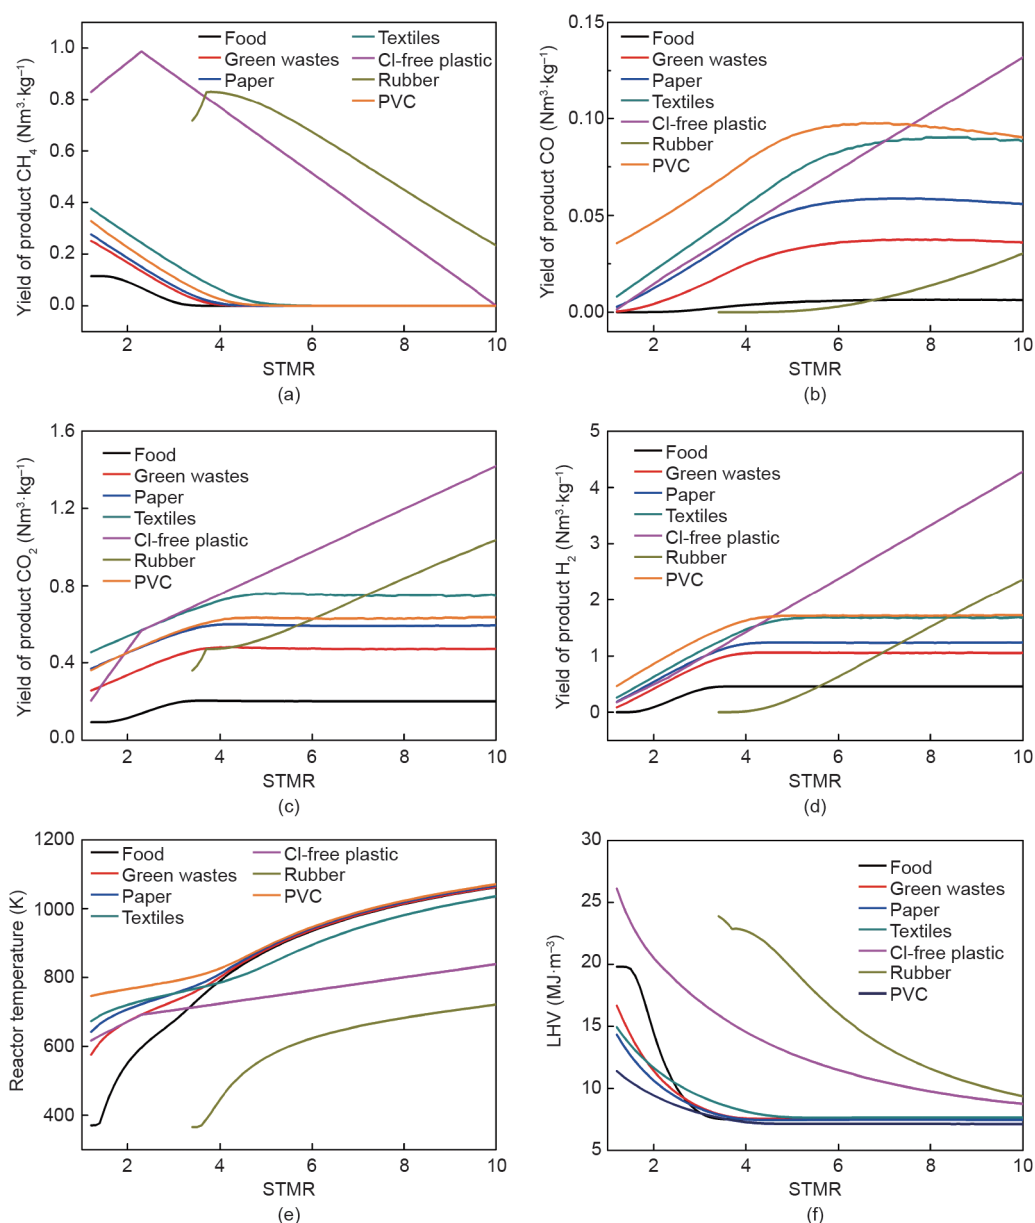 1.0
0.8
0.6
0.4
0.2
0.0
Yield of product CH4 (Nm³·kg⁻¹)
Food
Green wastes
Paper
Textiles
Cl-free plastic
Rubber
PVC
2 4 6 8 10
STMR
(a)
0.15
0.10
0.05
0.00
Yield of product CO (Nm³·kg⁻¹)
Food
Green wastes
Paper
Textiles
Cl-free plastic
Rubber
PVC
2 4 6 8 10
STMR
(b)
1.6
1.2
0.8
0.4
0.0
Yield of product CO₂ (Nm³·kg⁻¹)
Food
Green wastes
Paper
Textiles
Cl-free plastic
Rubber
PVC
2 4 6 8 10
STMR
(c)
5
4
3
2
1
0
Yield of product H₂ (Nm³·kg⁻¹)
Food
Green wastes
Paper
Textiles
Cl-free plastic
Rubber
PVC
2 4 6 8 10
STMR
(d)
1200
1000
800
600
400
Reactor temperature (K)
Food
Green wastes
Paper
Textiles
Cl-free plastic
Rubber
PVC
2 4 6 8 10
STMR
(e)
30
25
20
15
10
5
LHV (MJ·m⁻³)
Food
Green wastes
Paper
Textiles
Cl-free plastic
Rubber
PVC
2 4 6 8 10
STMR
(f)